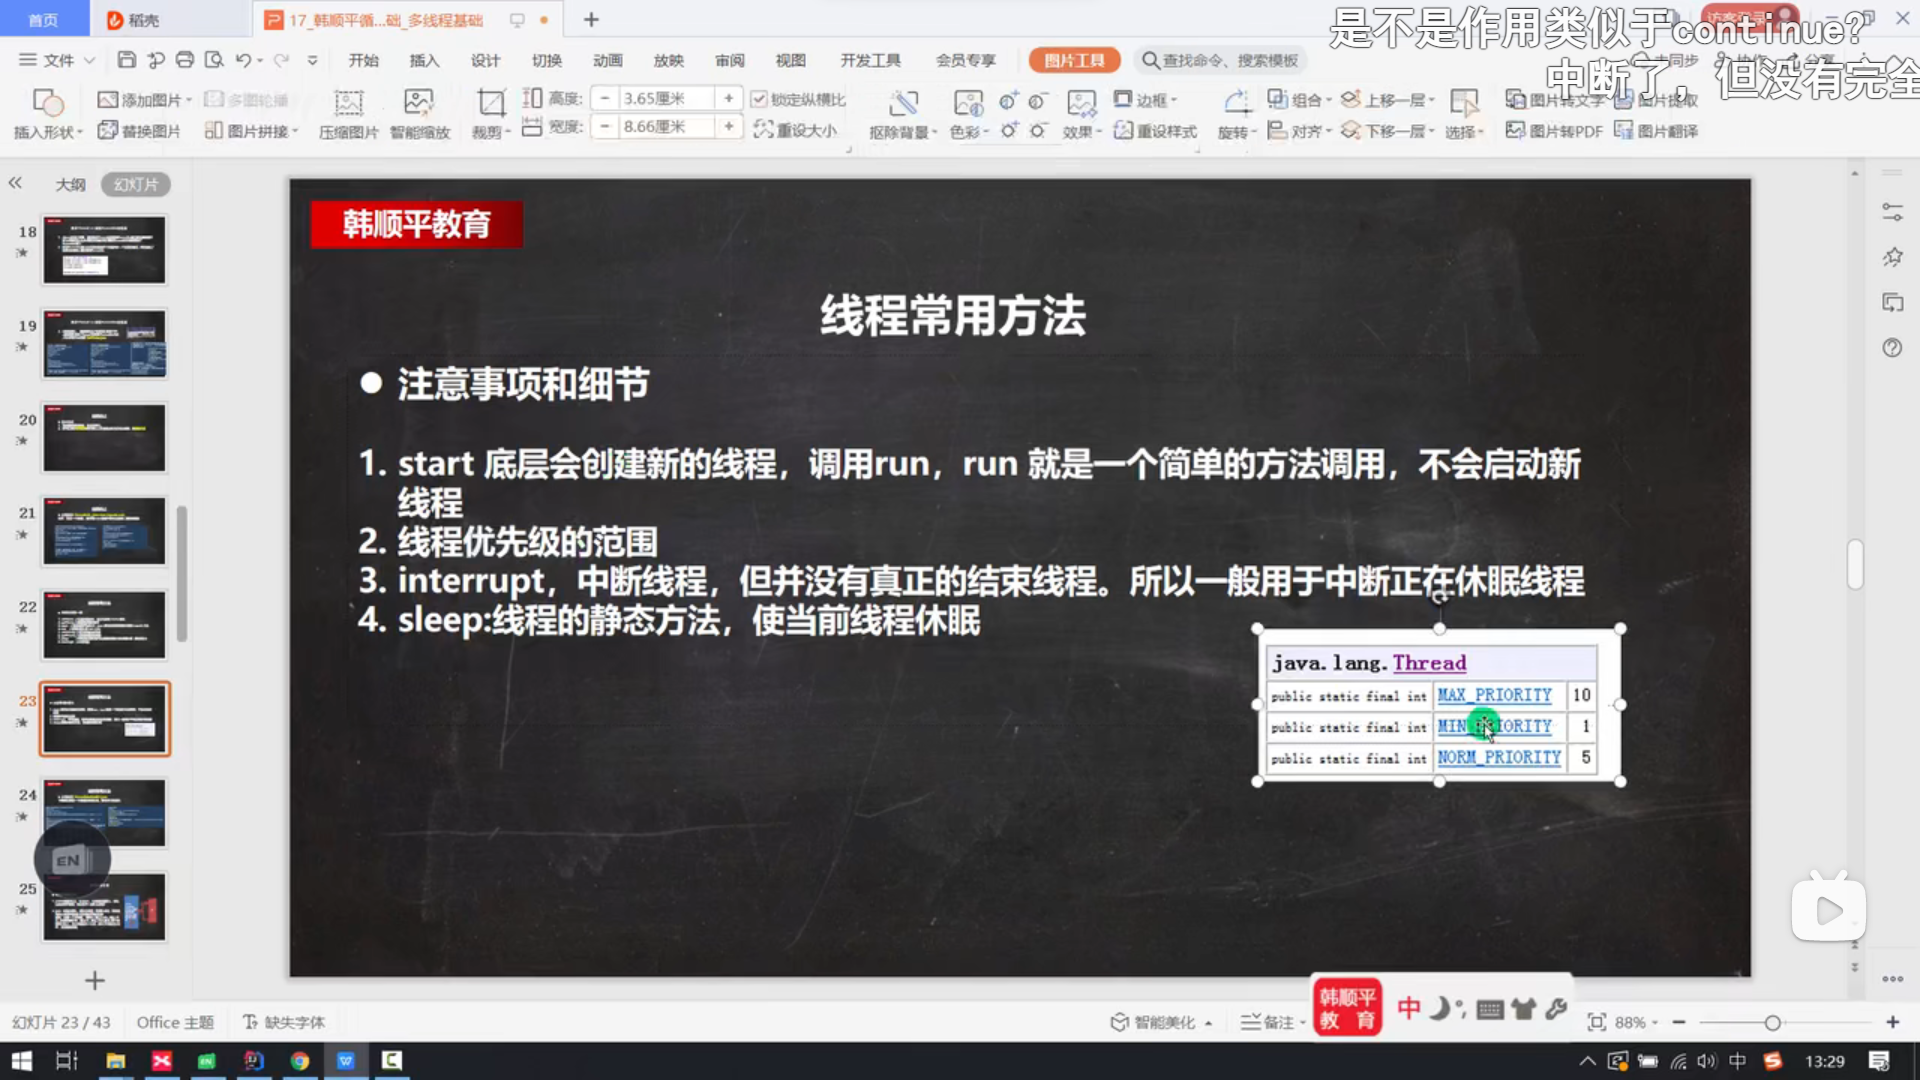 首页
稻壳
17_韩顺平循...础_多线程基础
是不是作用类似于continue?
中断了，但没有完全
文件
开始
插入
设计
切换
动画
放映
审阅
视图
开发工具
会员专享
图片工具
查找命令、搜索模板
插入形状
添加图片
替换图片
多图轮播
图片拼接
压缩图片
智能缩放
裁剪
高度: 3.65厘米
宽度: 8.66厘米
锁定纵横比
重设大小
抠除背景
色彩
效果
边框
重设样式
旋转
组合
对齐
上移一层
下移一层
选择
图片转文字
图片转PDF
图片提取
图片翻译
大纲
幻灯片
18
19
20
21
22
23
24
25
EN
韩顺平教育
线程常用方法
● 注意事项和细节
1. start 底层会创建新的线程，调用run，run 就是一个简单的方法调用，不会启动新
线程
2. 线程优先级的范围
3. interrupt，中断线程，但并没有真正的结束线程。所以一般用于中断正在休眠线程
4. sleep:线程的静态方法，使当前线程休眠
java.lang.Thread
public static final int MAX_PRIORITY 10
public static final int MIN_PRIORITY 1
public static final int NORM_PRIORITY 5
韩顺平
教 育
中
幻灯片 23 / 43
Office 主题
缺失字体
智能美化
备注
88%
中
13:29